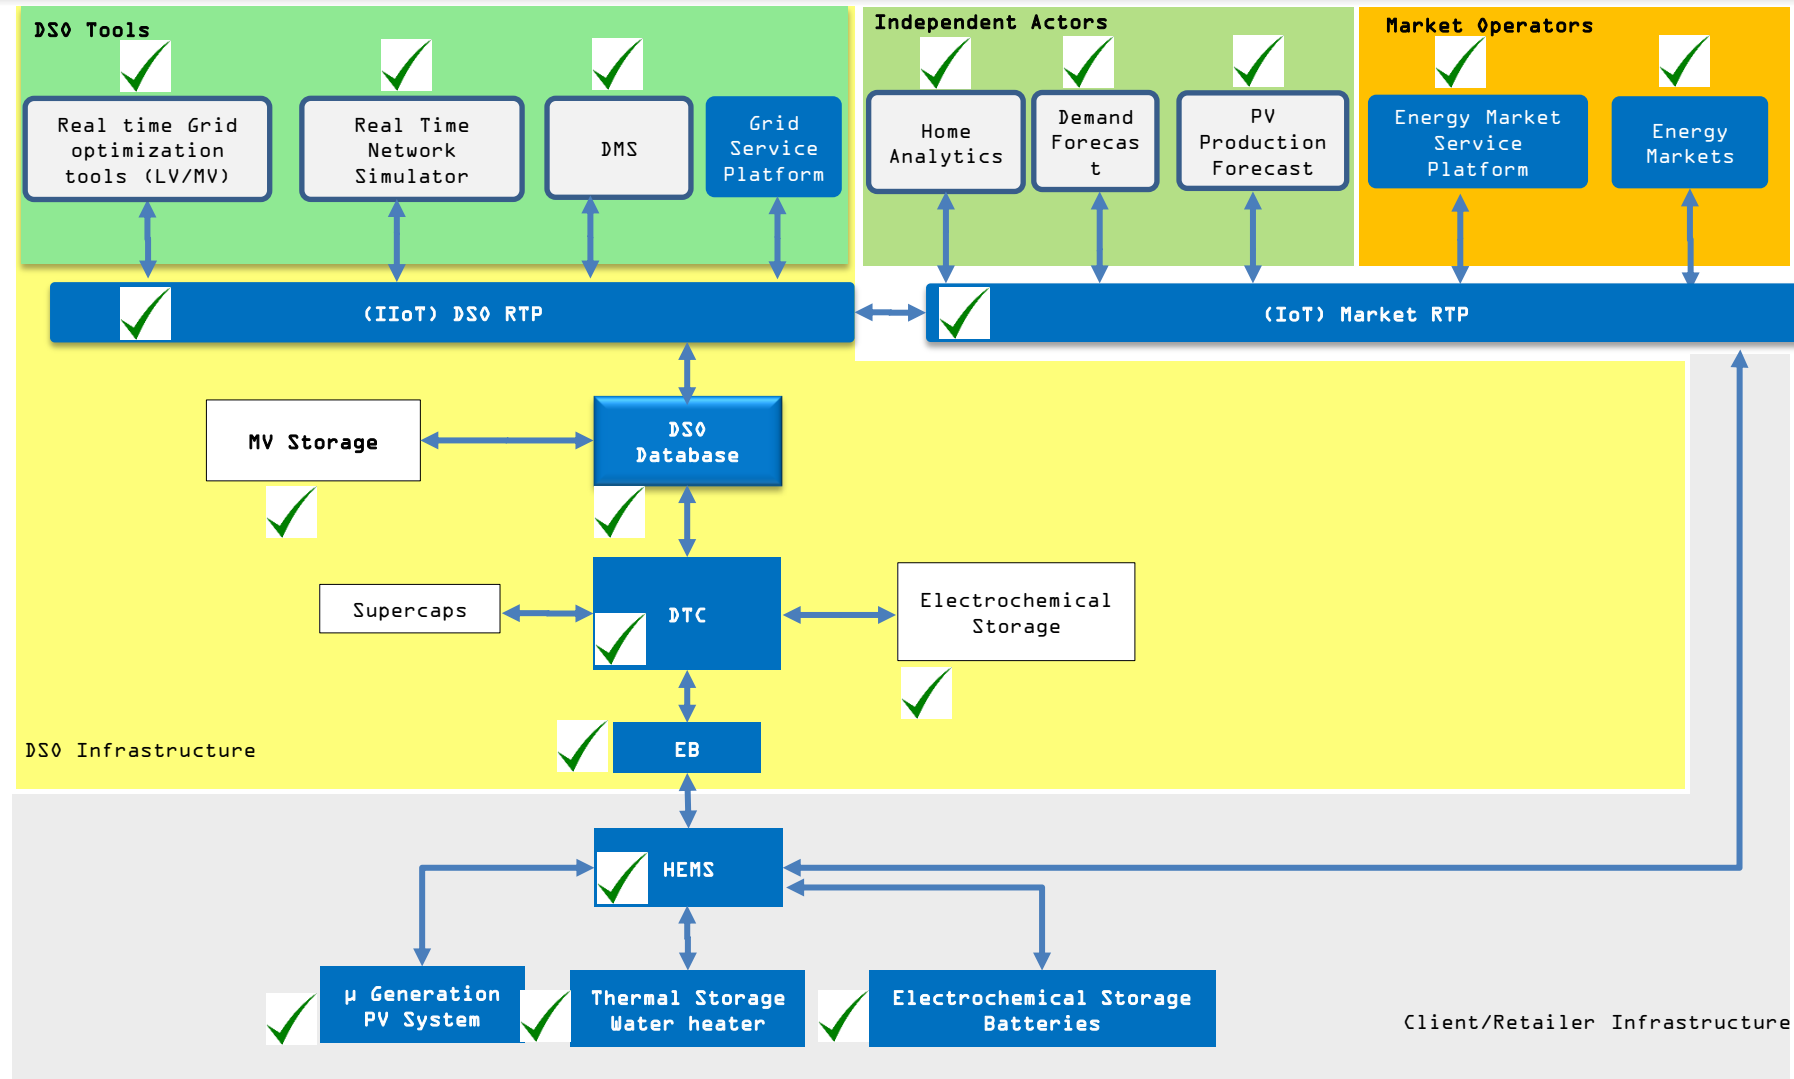 DSO Tools
Independent Actors
Market Operators
Real time Grid
optimization
tools (LV/MV)
Real Time
Network
Simulator
DMS
Grid
Service
Platform
Home
Analytics
Demand
Forecas
t
PV
Production
Forecast
Energy Market
Service
Platform
Energy
Markets
(IIoT) DSO RTP
(IoT) Market RTP
MV Storage
DSO
Database
Supercaps
DTC
Electrochemical
Storage
DSO Infrastructure
EB
HEMS
µ Generation
PV System
Thermal Storage
Water heater
Electrochemical Storage
Batteries
Client/Retailer Infrastructure